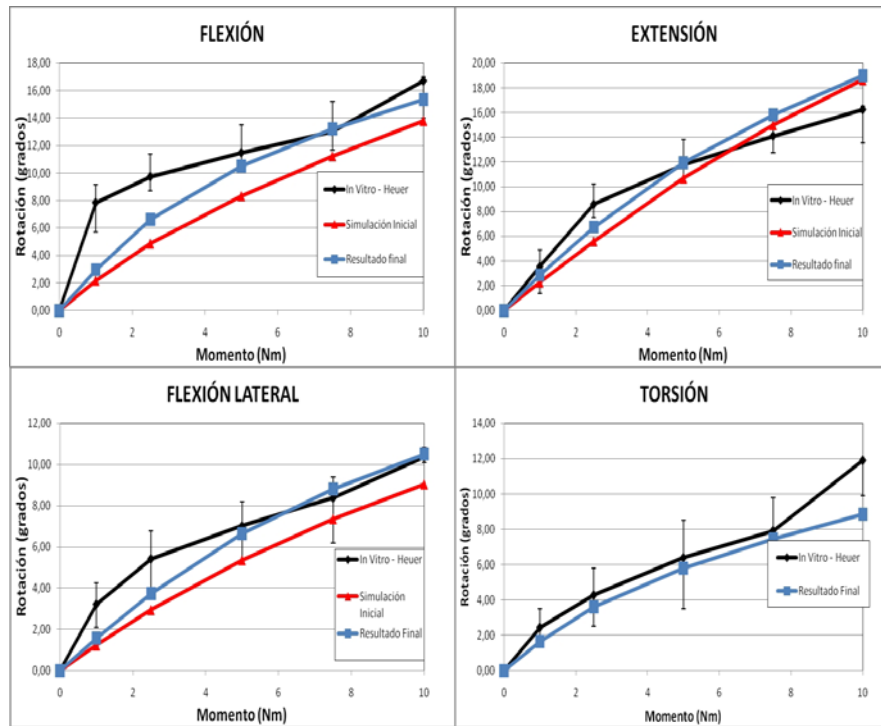 FLEXIÓN
Rotación (grados)
18,00
16,00
14,00
12,00
10,00
8,00
6,00
4,00
2,00
0,00
0 2 4 6 8 10
Momento (Nm)
In Vitro - Heuer
Simulación Inicial
Resultado final
EXTENSIÓN
Rotación (grados)
20,00
18,00
16,00
14,00
12,00
10,00
8,00
6,00
4,00
2,00
0,00
0 2 4 6 8 10
Momento (Nm)
In Vitro - Heuer
Simulación Inicial
Resultado final
FLEXIÓN LATERAL
Rotación (grados)
12,00
10,00
8,00
6,00
4,00
2,00
0,00
0 2 4 6 8 10
Momento (Nm)
In Vitro - Heuer
Simulación
Inicial
Resultado Final
TORSIÓN
Rotación (grados)
14,00
12,00
10,00
8,00
6,00
4,00
2,00
0,00
0 2 4 6 8 10
Momento (Nm)
In Vitro - Heuer
Resultado Final